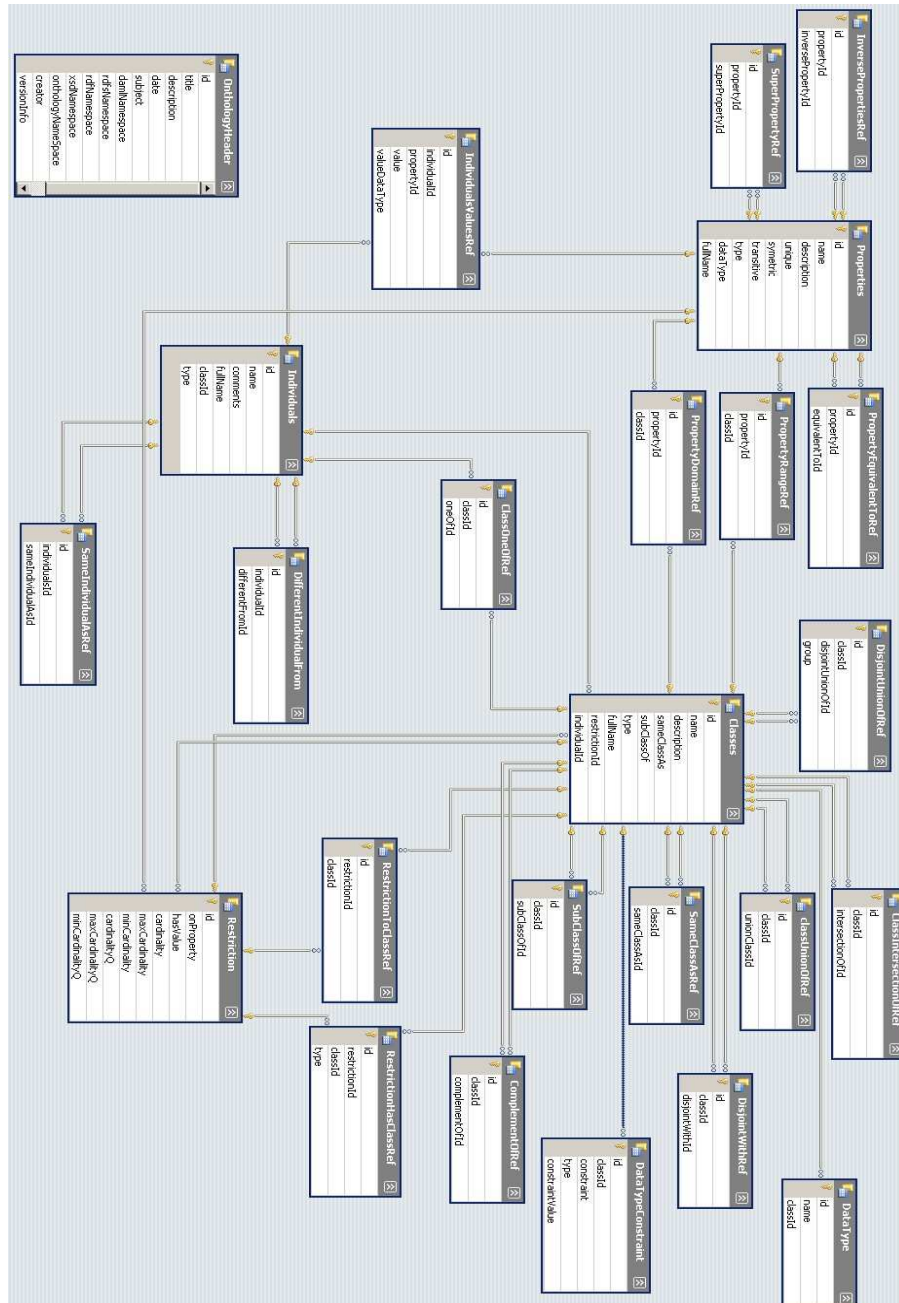 InversePropertiesRef
id
propertyId
inversePropertyId
SuperPropertyRef
id
propertyId
superPropertyId
Properties
id
name
description
unique
symetric
transitive
type
dataType
fullName
PropertyEquivalentToRef
id
propertyId
equivalentToId
PropertyRangeRef
id
propertyId
classId
PropertyDomainRef
id
propertyId
classId
DisjointUnionOfRef
id
classId
disjointUnionOfId
group
ClassIntersectionOfRef
id
classId
intersectionOfId
classUnionOfRef
id
classId
unionClassId
DataType
id
name
classId
DisjointWithRef
id
classId
disjointWithId
SameClassAsRef
id
classId
sameClassAsId
Classes
id
name
description
sameClassAs
subClassOf
type
fullName
restrictionId
individualId
SubClassOfRef
id
classId
subClassOfId
DataTypeConstraint
id
classId
constraint
type
constraintValue
ComplementOfRef
id
classId
complementOfId
ClassOneOfRef
id
classId
oneOfId
IndividualsValuesRef
id
individualId
propertyId
value
valueDataType
Individuals
id
name
comments
fullName
classId
type
DifferentIndividualFrom
id
individualId
differentFromId
SameIndividualAsRef
id
individualsId
sameIndividualAsId
RestrictionToClassRef
id
restrictionId
classId
RestrictionHasClassRef
id
restrictionId
classId
type
Restriction
id
onProperty
hasValue
cardinality
maxCardinality
minCardinality
cardinalityQ
maxCardinalityQ
minCardinalityQ
OnthologyHeader
id
title
description
date
subject
damlNamespace
rdfsNamespace
rdfNamespace
xsdNamespace
onthologyNameSpace
creator
versionInfo